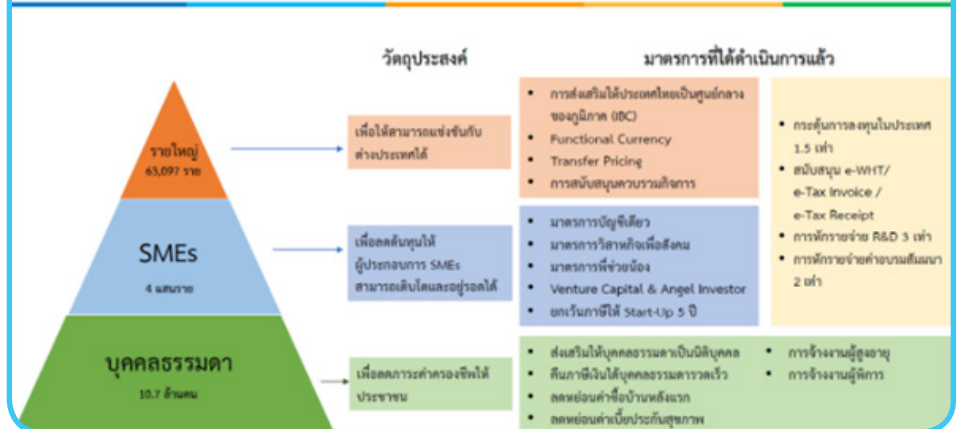 วัตถุประสงค์
มาตรการที่ได้ดำเนินการแล้ว
รายใหญ่
63,097 ราย
เพื่อให้สามารถแข่งขันกับ
ต่างประเทศได้
• การส่งเสริมให้ประเทศไทยเป็นศูนย์กลาง
ของภูมิภาค (IBC)
• Functional Currency
• Transfer Pricing
• การสนับสนุนควบรวมกิจการ
SMEs
4 แสนราย
เพื่อลดต้นทุนให้
ผู้ประกอบการ SMEs
สามารถเติบโตและอยู่รอดได้
• มาตรการบัญชีเดียว
• มาตรการวิสาหกิจเพื่อสังคม
• มาตรการพี่ช่วยน้อง
• Venture Capital & Angel Investor
• ยกเว้นภาษีให้ Start-Up 5 ปี
• กระตุ้นการลงทุนในประเทศ
1.5 เท่า
• สนับสนุน e-WHT/
e-Tax Invoice /
e-Tax Receipt
• การหักรายจ่าย R&D 3 เท่า
• การหักรายจ่ายค่าอบรมสัมมนา
2 เท่า
บุคคลธรรมดา
10.7 ล้านคน
เพื่อลดภาระค่าครองชีพให้
ประชาชน
• ส่งเสริมให้บุคคลธรรมดาเป็นนิติบุคคล
• คืนภาษีเงินได้บุคคลธรรมดารวดเร็ว
• ลดหย่อนค่าซื้อบ้านหลังแรก
• ลดหย่อนค่าเบี้ยประกันสุขภาพ
• การจ้างงานผู้สูงอายุ
• การจ้างงานผู้พิการ